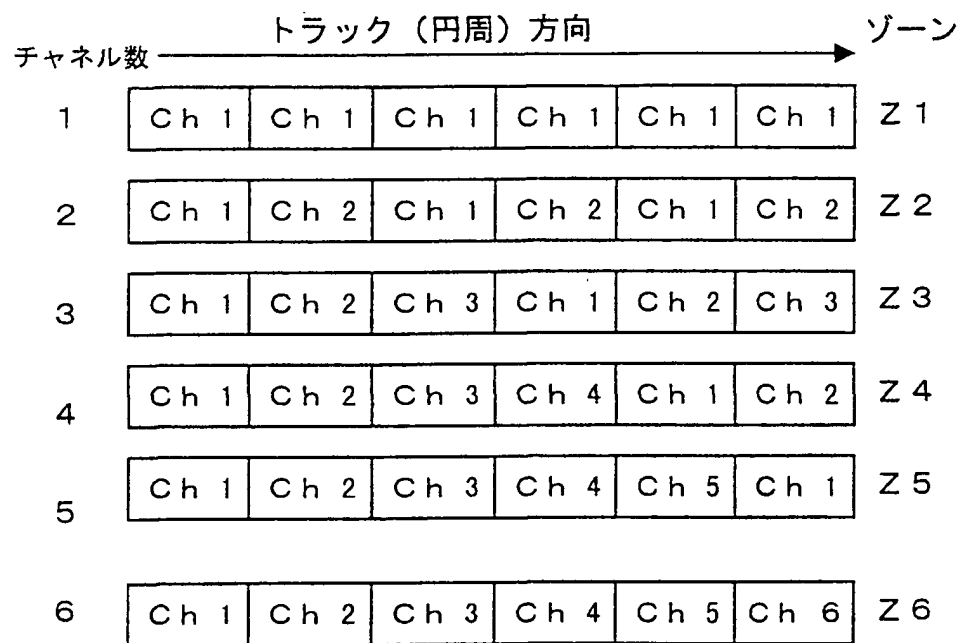 トラック（円周）方向
ゾーン
チャネル数
1 Ch 1 Ch 1 Ch 1 Ch 1 Ch 1 Ch 1 Z 1
2 Ch 1 Ch 2 Ch 1 Ch 2 Ch 1 Ch 2 Z 2
3 Ch 1 Ch 2 Ch 3 Ch 1 Ch 2 Ch 3 Z 3
4 Ch 1 Ch 2 Ch 3 Ch 4 Ch 1 Ch 2 Z 4
5 Ch 1 Ch 2 Ch 3 Ch 4 Ch 5 Ch 1 Z 5
6 Ch 1 Ch 2 Ch 3 Ch 4 Ch 5 Ch 6 Z 6